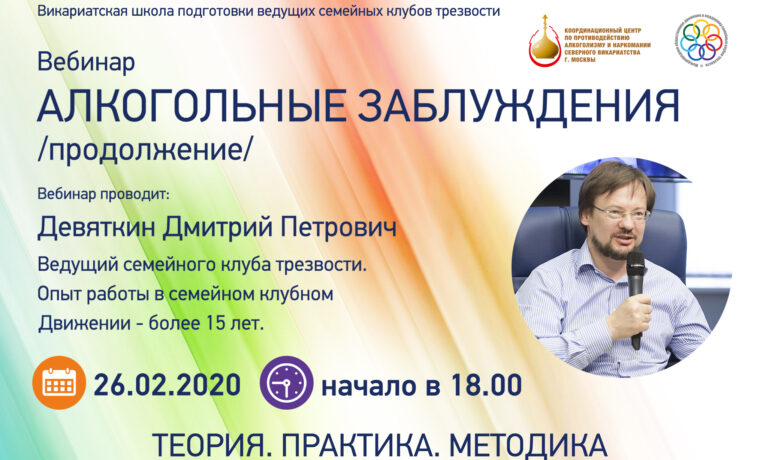 Викариатская школа подготовки ведущих семейных клубов трезвости
КООРДИНАЦИОННЫЙ ЦЕНТР
ПО ПРОТИВОДЕЙСТВИЮ
АЛКОГОЛИЗМУ И НАРКОМАНИИ
СЕВЕРНОГО ВИКАРИАТСТВА
Г. МОСКВЫ
Вебинар
АЛКОГОЛЬНЫЕ ЗАБЛУЖДЕНИЯ
/продолжение/
Вебинар проводит:
Девяткин Дмитрий Петрович
Ведущий семейного клуба трезвости.
Опыт работы в семейном клубном
Движении - более 15 лет.
26.02.2020 начало в 18.00
ТЕОРИЯ. ПРАКТИКА. МЕТОДИКА